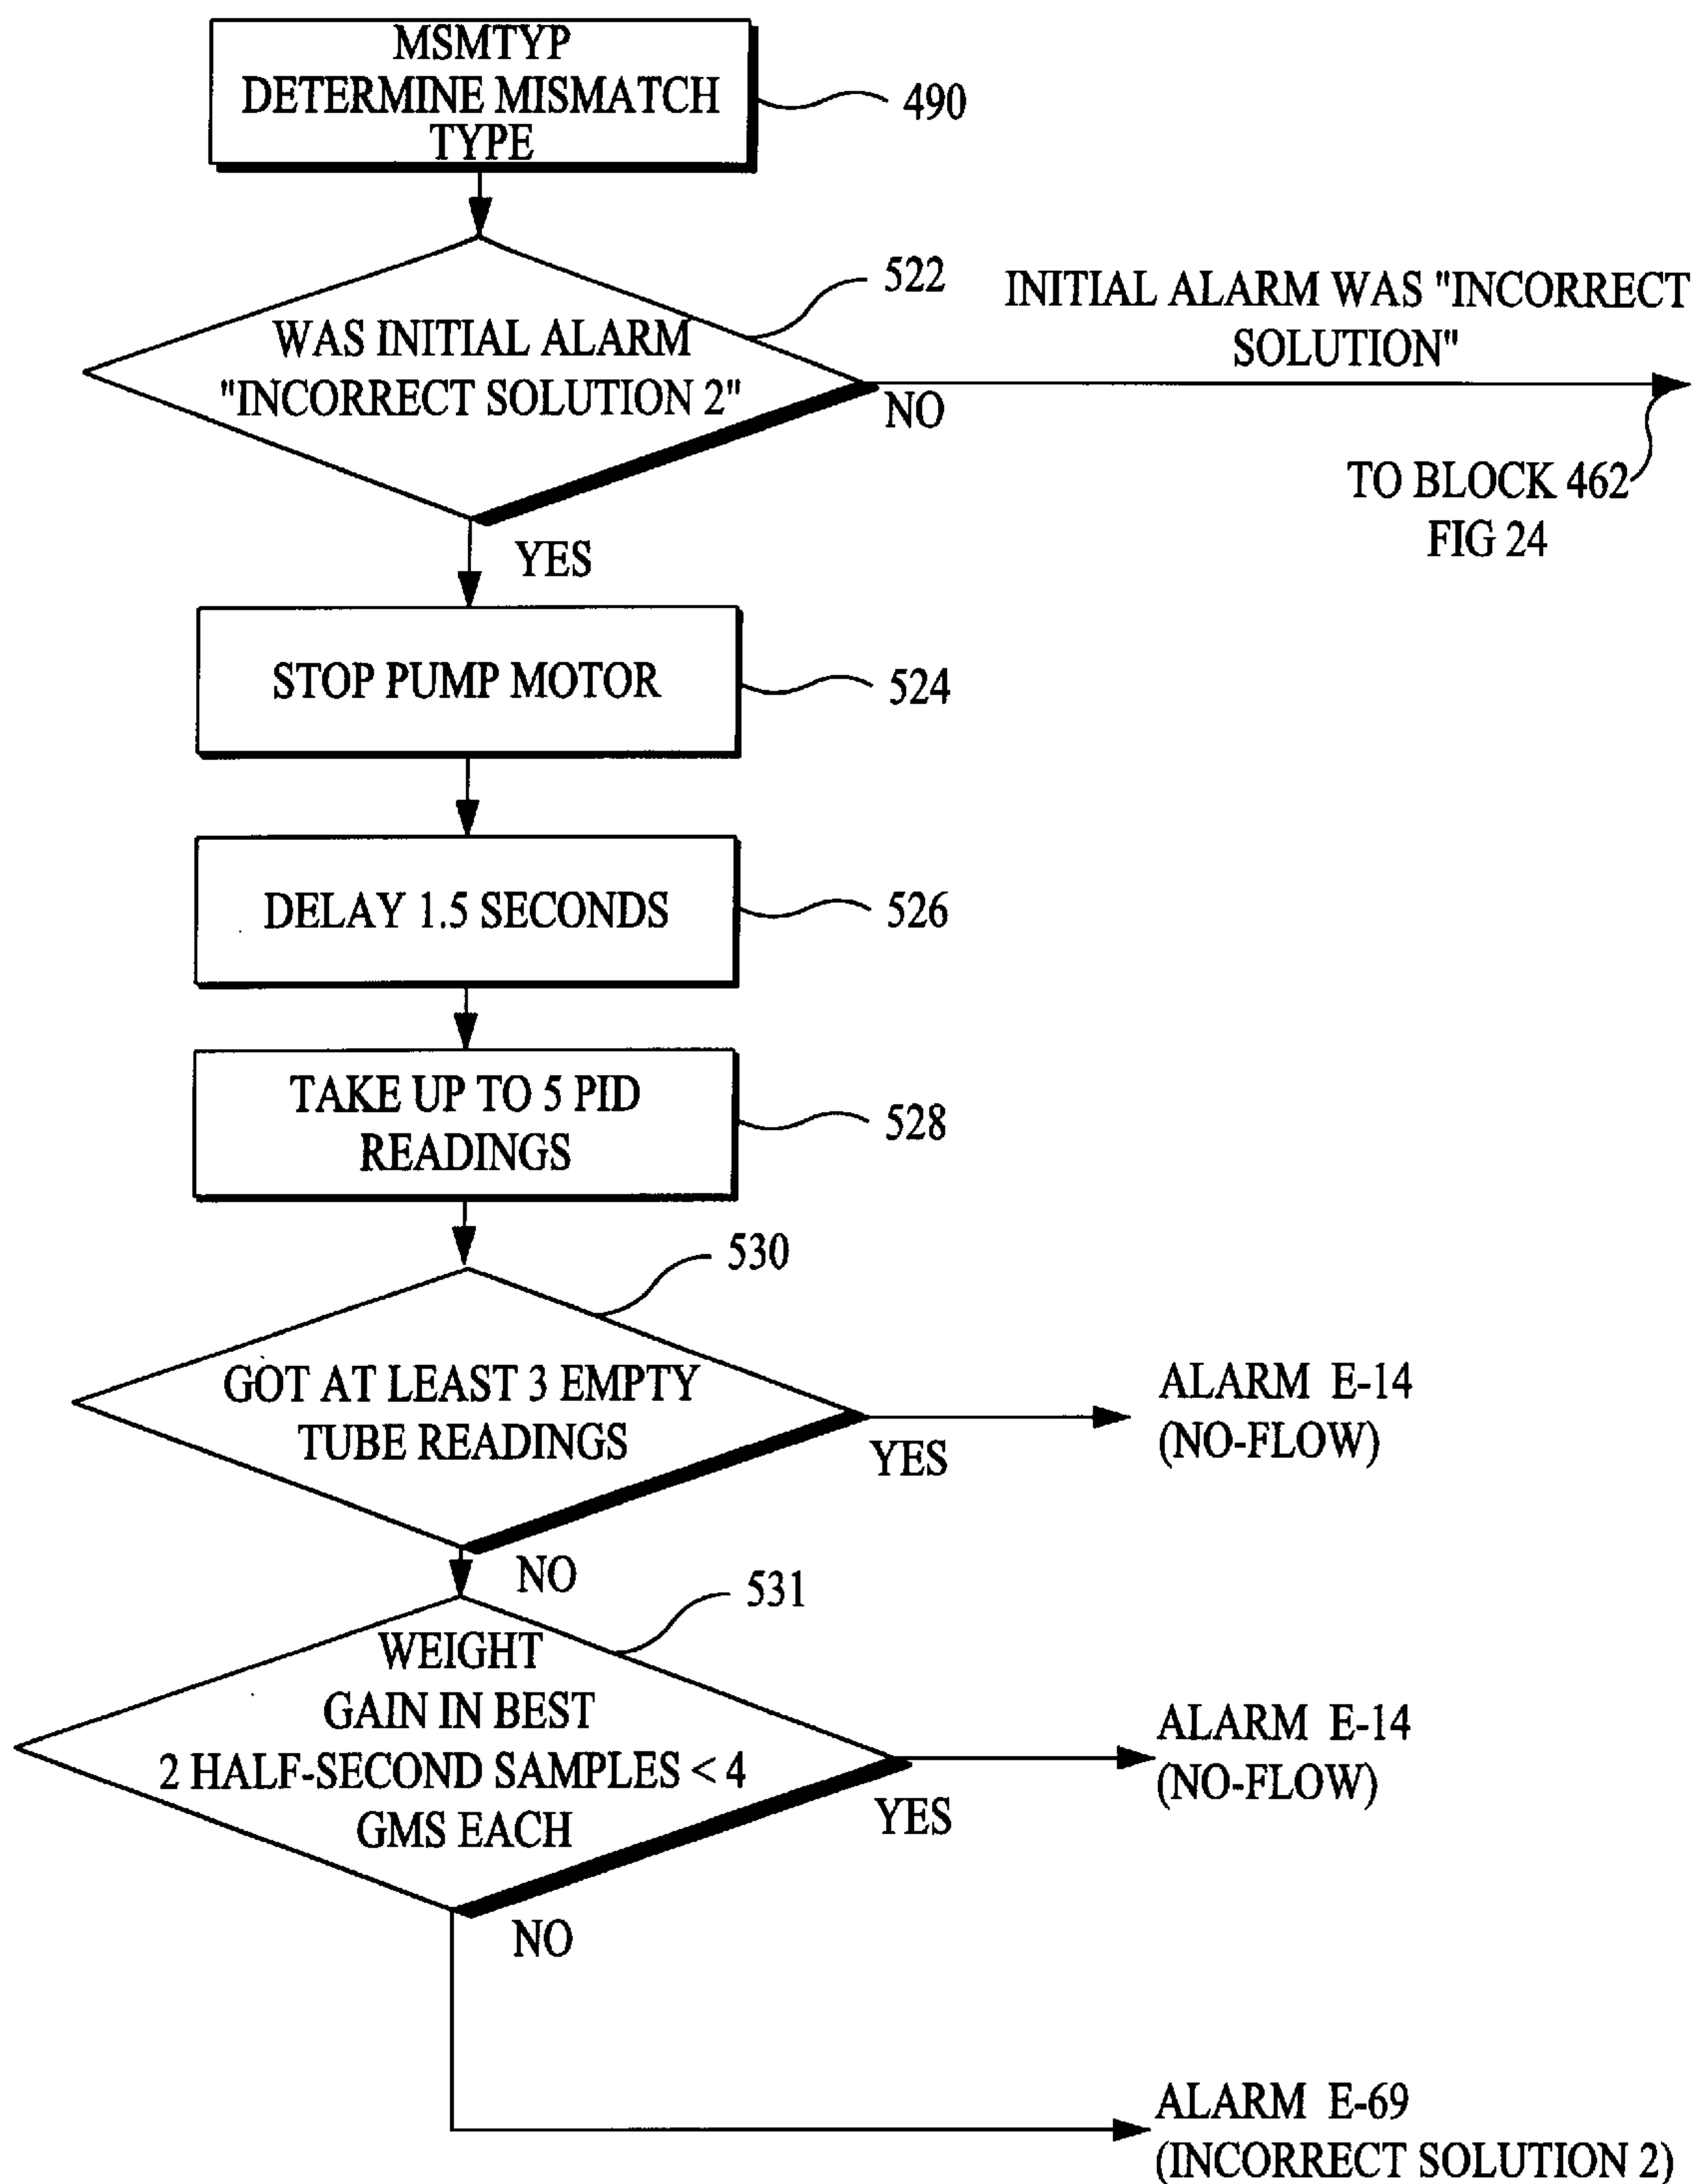 MSMTYP
DETERMINE MISMATCH
TYPE
490
522
WAS INITIAL ALARM
"INCORRECT SOLUTION 2"
INITIAL ALARM WAS "INCORRECT
SOLUTION"
NO
TO BLOCK 462
FIG 24
YES
STOP PUMP MOTOR
524
DELAY 1.5 SECONDS
526
TAKE UP TO 5 PID
READINGS
528
530
GOT AT LEAST 3 EMPTY
TUBE READINGS
YES
ALARM E-14
(NO-FLOW)
NO
531
WEIGHT
GAIN IN BEST
2 HALF-SECOND SAMPLES < 4
GMS EACH
YES
ALARM E-14
(NO-FLOW)
NO
ALARM E-69
(INCORRECT SOLUTION 2)